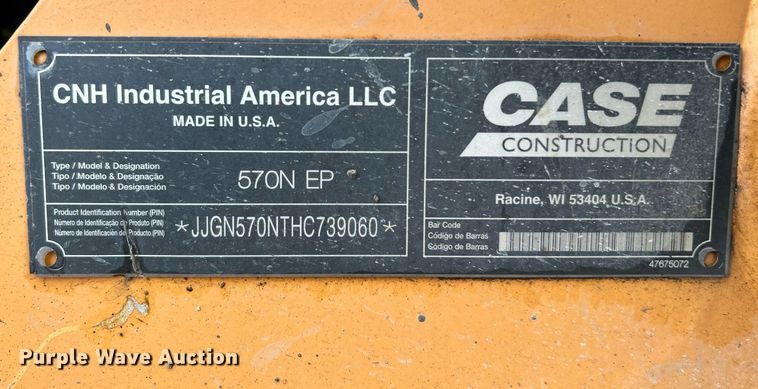 CNH Industrial America LLC
MADE IN U.S.A.
Type / Model & Designation
Tipo / Modelo & Designação
Tipo / Modelo & Designación
570N EP
Product Identification Number (PIN)
Número de Identificação do Produto (PIN)
Número de Identificación de Producto (PIN)
*JJGN570NTHC739060*
CASE
CONSTRUCTION
Racine, WI 53404 U.S.A.
Bar Code
Código de Barras
Código de Barras
47675072
Purple Wave Auction